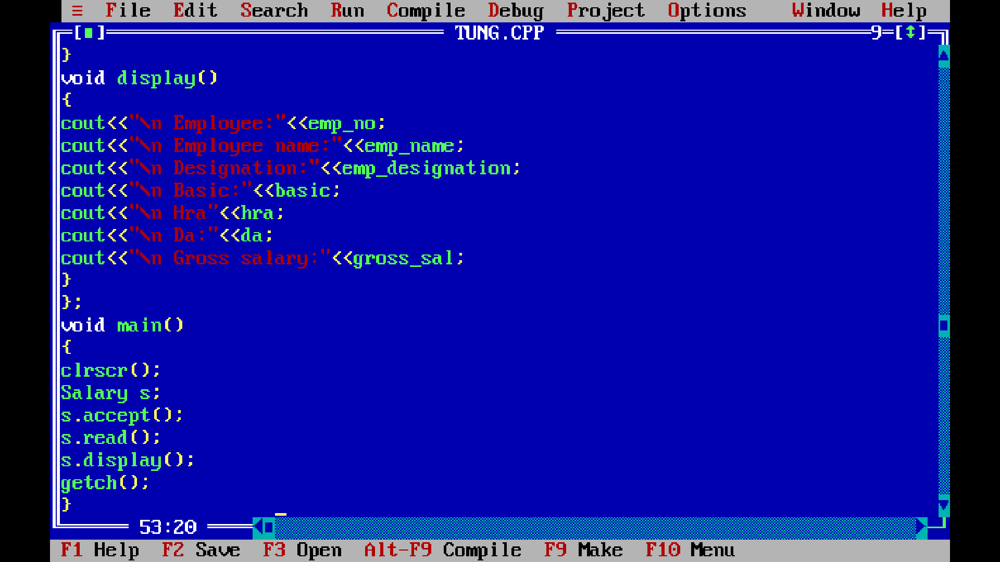 ≡ File Edit Search Run Compile Debug Project Options Window Help
[■] TUNG.CPP 9=[↕]
}
void display()
{
cout<<"\n Employee:"<<emp_no;
cout<<"\n Employee name:"<<emp_name;
cout<<"\n Designation:"<<emp_designation;
cout<<"\n Basic:"<<basic;
cout<<"\n Hra"<<hra;
cout<<"\n Da:"<<da;
cout<<"\n Gross salary:"<<gross_sal;
}
};
void main()
{
clrscr();
Salary s;
s.accept();
s.read();
s.display();
getch();
}
53:20
F1 Help F2 Save F3 Open Alt-F9 Compile F9 Make F10 Menu